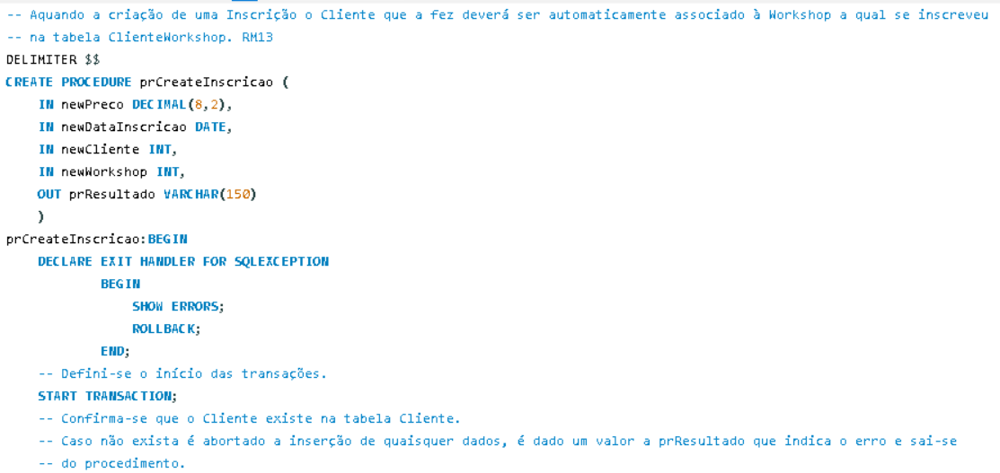 -- Aquando a criação de uma Inscrição o Cliente que a fez deverá ser automaticamente associado à Workshop a qual se inscreveu
-- na tabela ClienteWorkshop. RM13
DELIMITER $$
CREATE PROCEDURE prCreateInscricao (
    IN newPreco DECIMAL(8,2),
    IN newDataInscricao DATE,
    IN newCliente INT,
    IN newWorkshop INT,
    OUT prResultado VARCHAR(150)
    )
prCreateInscricao:BEGIN
    DECLARE EXIT HANDLER FOR SQLEXCEPTION
            BEGIN
                SHOW ERRORS;
                ROLLBACK;
            END;
    -- Defini-se o início das transações.
    START TRANSACTION;
    -- Confirma-se que o Cliente existe na tabela Cliente.
    -- Caso não exista é abortado a inserção de quaisquer dados, é dado um valor a prResultado que indica o erro e sai-se
    -- do procedimento.